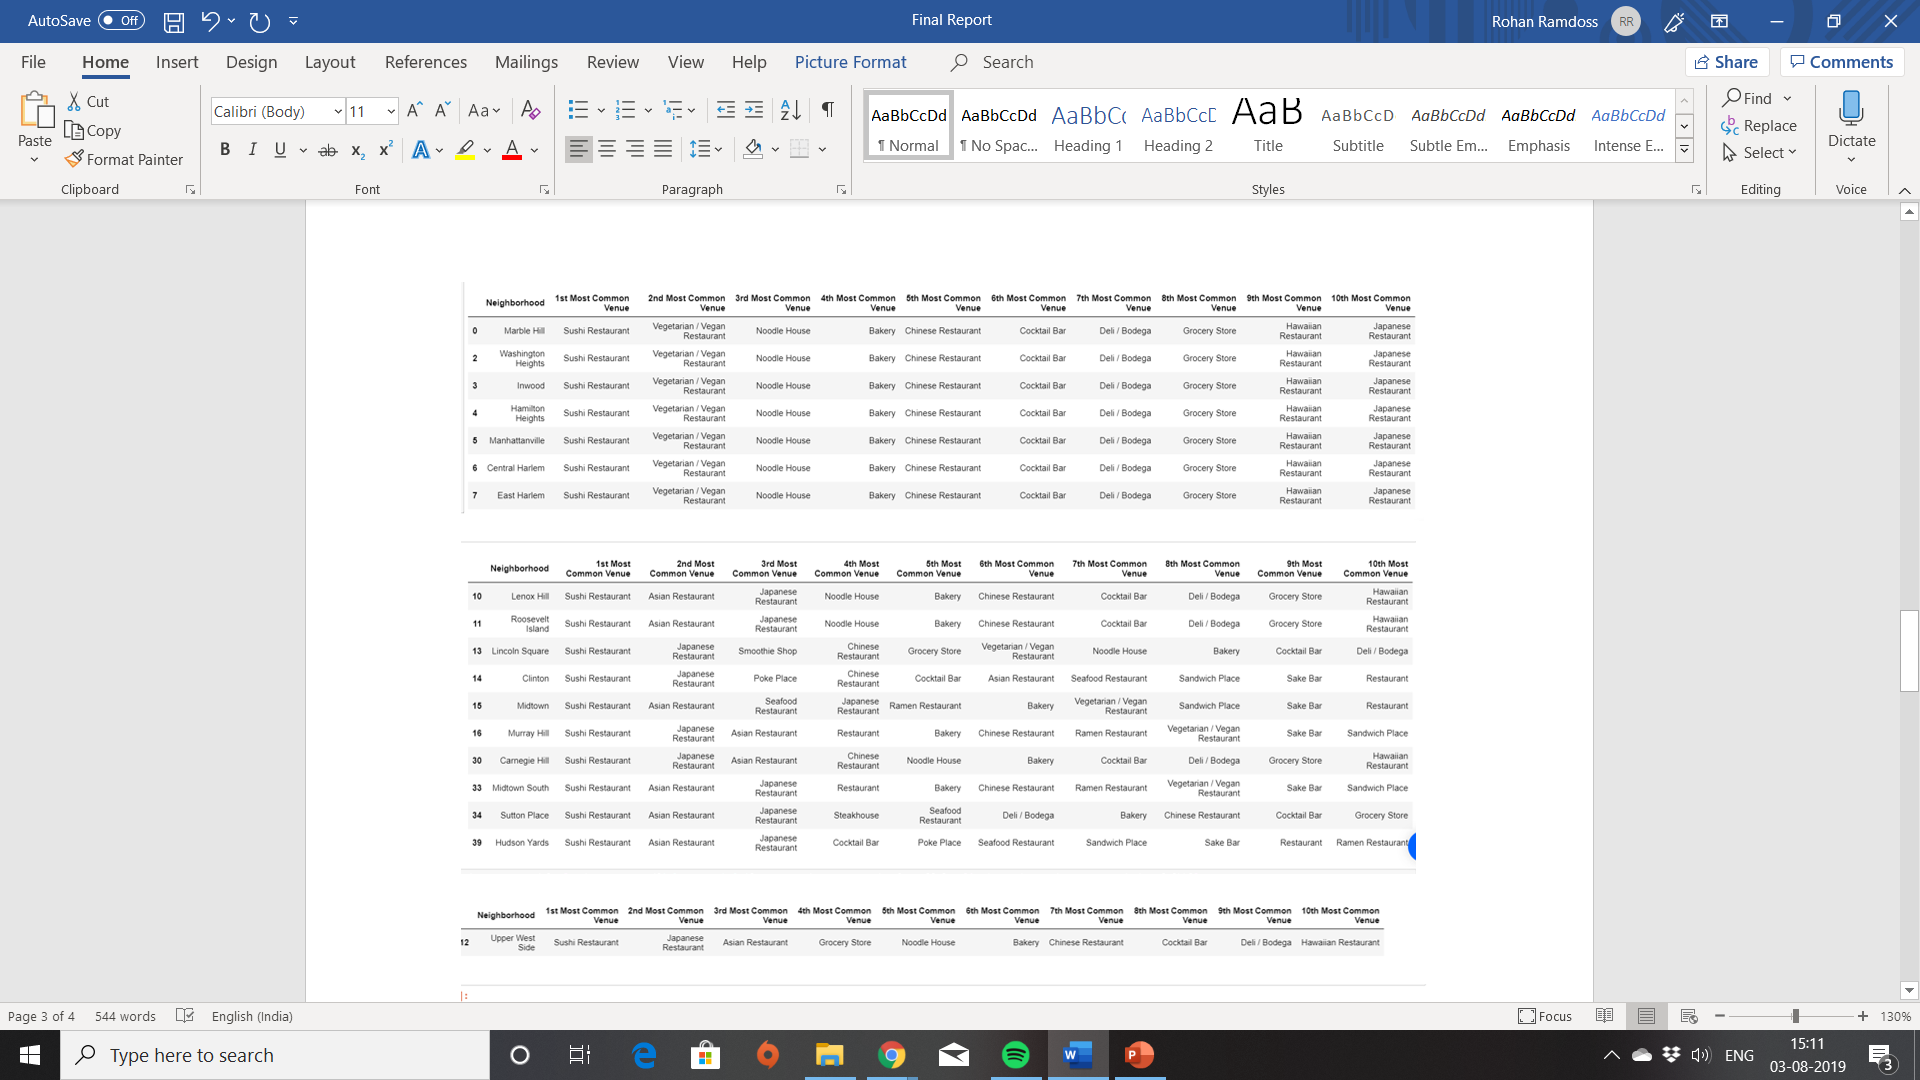 AutoSave Off Final Report Rohan Ramdoss RR
File Home Insert Design Layout References Mailings Review View Help Picture Format Search Share Comments
Paste
Cut
Copy
Format Painter
Clipboard
Calibri (Body) 11
Font
Paragraph
AaBbCcDd AaBbCcDd AaBbCc AaBbCcC AaB AaBbCcD AaBbCcDd AaBbCcDd AaBbCcDd
¶ Normal ¶ No Spac... Heading 1 Heading 2 Title Subtitle Subtle Em... Emphasis Intense E...
Styles
Find
Replace
Select
Editing
Dictate
Voice
Neighborhood 1st Most Common Venue 2nd Most Common Venue 3rd Most Common Venue 4th Most Common Venue 5th Most Common Venue 6th Most Common Venue 7th Most Common Venue 8th Most Common Venue 9th Most Common Venue 10th Most Common Venue
0 Marble Hill Sushi Restaurant Vegetarian / Vegan Restaurant Noodle House Bakery Chinese Restaurant Cocktail Bar Deli / Bodega Grocery Store Hawaiian Restaurant Japanese Restaurant
2 Washington Heights Sushi Restaurant Vegetarian / Vegan Restaurant Noodle House Bakery Chinese Restaurant Cocktail Bar Deli / Bodega Grocery Store Hawaiian Restaurant Japanese Restaurant
3 Inwood Sushi Restaurant Vegetarian / Vegan Restaurant Noodle House Bakery Chinese Restaurant Cocktail Bar Deli / Bodega Grocery Store Hawaiian Restaurant Japanese Restaurant
4 Hamilton Heights Sushi Restaurant Vegetarian / Vegan Restaurant Noodle House Bakery Chinese Restaurant Cocktail Bar Deli / Bodega Grocery Store Hawaiian Restaurant Japanese Restaurant
5 Manhattanville Sushi Restaurant Vegetarian / Vegan Restaurant Noodle House Bakery Chinese Restaurant Cocktail Bar Deli / Bodega Grocery Store Hawaiian Restaurant Japanese Restaurant
6 Central Harlem Sushi Restaurant Vegetarian / Vegan Restaurant Noodle House Bakery Chinese Restaurant Cocktail Bar Deli / Bodega Grocery Store Hawaiian Restaurant Japanese Restaurant
7 East Harlem Sushi Restaurant Vegetarian / Vegan Restaurant Noodle House Bakery Chinese Restaurant Cocktail Bar Deli / Bodega Grocery Store Hawaiian Restaurant Japanese Restaurant
Neighborhood 1st Most Common Venue 2nd Most Common Venue 3rd Most Common Venue 4th Most Common Venue 5th Most Common Venue 6th Most Common Venue 7th Most Common Venue 8th Most Common Venue 9th Most Common Venue 10th Most Common Venue
10 Lenox Hill Sushi Restaurant Asian Restaurant Japanese Restaurant Noodle House Bakery Chinese Restaurant Cocktail Bar Deli / Bodega Grocery Store Hawaiian Restaurant
11 Roosevelt Island Sushi Restaurant Asian Restaurant Japanese Restaurant Noodle House Bakery Chinese Restaurant Cocktail Bar Deli / Bodega Grocery Store Hawaiian Restaurant
13 Lincoln Square Sushi Restaurant Japanese Restaurant Smoothie Shop Chinese Restaurant Grocery Store Vegetarian / Vegan Restaurant Noodle House Bakery Cocktail Bar Deli / Bodega
14 Clinton Sushi Restaurant Japanese Restaurant Poke Place Chinese Restaurant Cocktail Bar Asian Restaurant Seafood Restaurant Sandwich Place Sake Bar Restaurant
15 Midtown Sushi Restaurant Asian Restaurant Seafood Restaurant Japanese Restaurant Ramen Restaurant Bakery Vegetarian / Vegan Restaurant Sandwich Place Sake Bar Restaurant
16 Murray Hill Sushi Restaurant Japanese Restaurant Asian Restaurant Restaurant Bakery Chinese Restaurant Ramen Restaurant Vegetarian / Vegan Restaurant Sake Bar Sandwich Place
30 Carnegie Hill Sushi Restaurant Japanese Restaurant Asian Restaurant Chinese Restaurant Noodle House Bakery Cocktail Bar Deli / Bodega Grocery Store Hawaiian Restaurant
33 Midtown South Sushi Restaurant Asian Restaurant Japanese Restaurant Restaurant Bakery Chinese Restaurant Ramen Restaurant Vegetarian / Vegan Restaurant Sake Bar Sandwich Place
34 Sutton Place Sushi Restaurant Asian Restaurant Japanese Restaurant Steakhouse Seafood Restaurant Deli / Bodega Bakery Chinese Restaurant Cocktail Bar Grocery Store
39 Hudson Yards Sushi Restaurant Asian Restaurant Japanese Restaurant Cocktail Bar Poke Place Seafood Restaurant Sandwich Place Sake Bar Restaurant Ramen Restaurant
Neighborhood 1st Most Common Venue 2nd Most Common Venue 3rd Most Common Venue 4th Most Common Venue 5th Most Common Venue 6th Most Common Venue 7th Most Common Venue 8th Most Common Venue 9th Most Common Venue 10th Most Common Venue
12 Upper West Side Sushi Restaurant Japanese Restaurant Asian Restaurant Grocery Store Noodle House Bakery Chinese Restaurant Cocktail Bar Deli / Bodega Hawaiian Restaurant
Page 3 of 4 544 words English (India) Focus 130%
Type here to search
ENG 15:11
03-08-2019
3